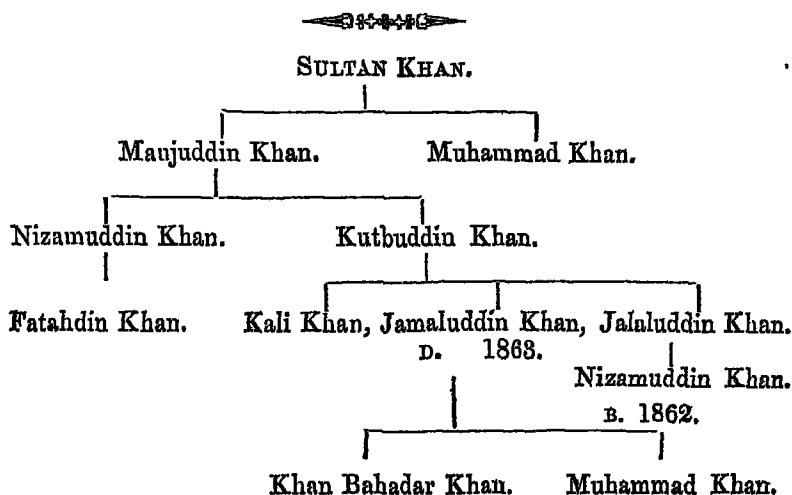 SULTAN KHAN.
Maujuddin Khan. Muhammad Khan.
Nizamuddin Khan. Kutbuddin Khan.
Fatahdin Khan. Kali Khan, Jamaluddin Khan, Jalaluddin Khan.
D. 1863.
Nizamuddin Khan.
B. 1862.
Khan Bahadar Khan. Muhammad Khan.